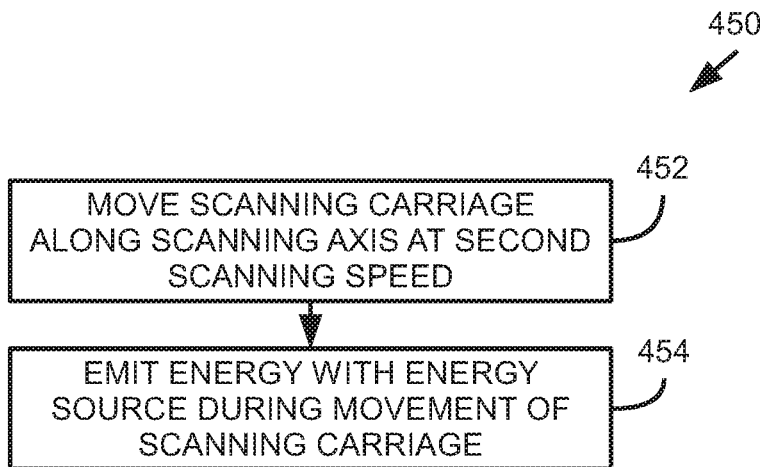 450
452
MOVE SCANNING CARRIAGE
ALONG SCANNING AXIS AT SECOND
SCANNING SPEED
454
EMIT ENERGY WITH ENERGY
SOURCE DURING MOVEMENT OF
SCANNING CARRIAGE